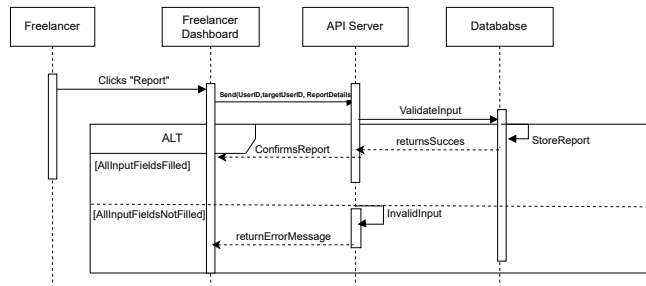 Freelancer
Freelancer
Dashboard
API Server
Datababse
Clicks "Report"
Send(UserID,targetUserID, ReportDetails
ValidateInput
ALT
StoreReport
returnsSucces
ConfirmsReport
[AllInputFieldsFilled]
[AllInputFieldsNotFilled]
InvalidInput
returnErrorMessage